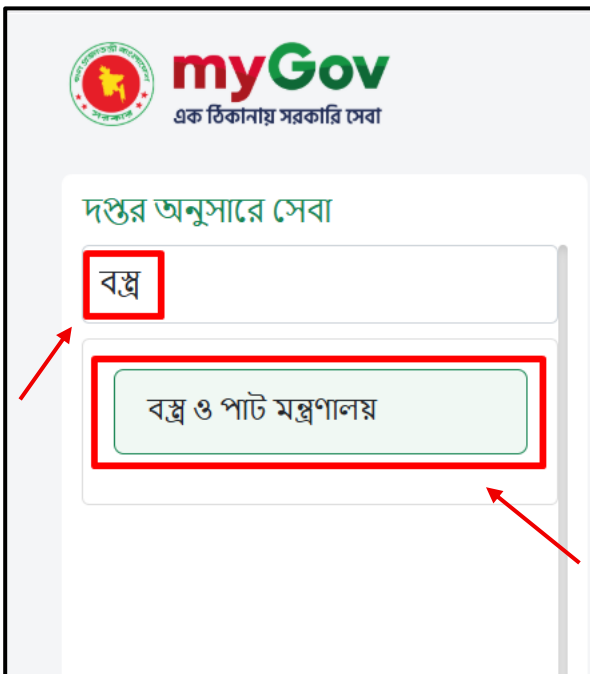 myGov
এক ঠিকানায় সরকারি সেবা
দপ্তর অনুসারে সেবা
বস্ত্র
বস্ত্র ও পাট মন্ত্রণালয়